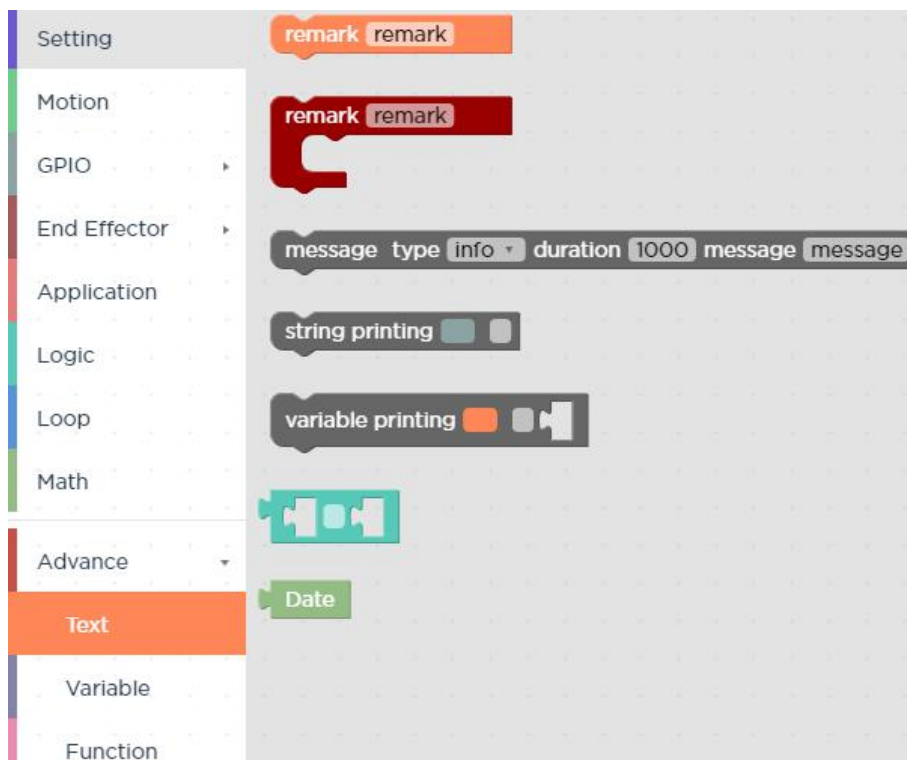 Setting
Motion
GPIO
End Effector
Application
Logic
Loop
Math
Advance
Text
Variable
Function
remark remark
remark remark
message type info duration 1000 message message
string printing
variable printing
Date